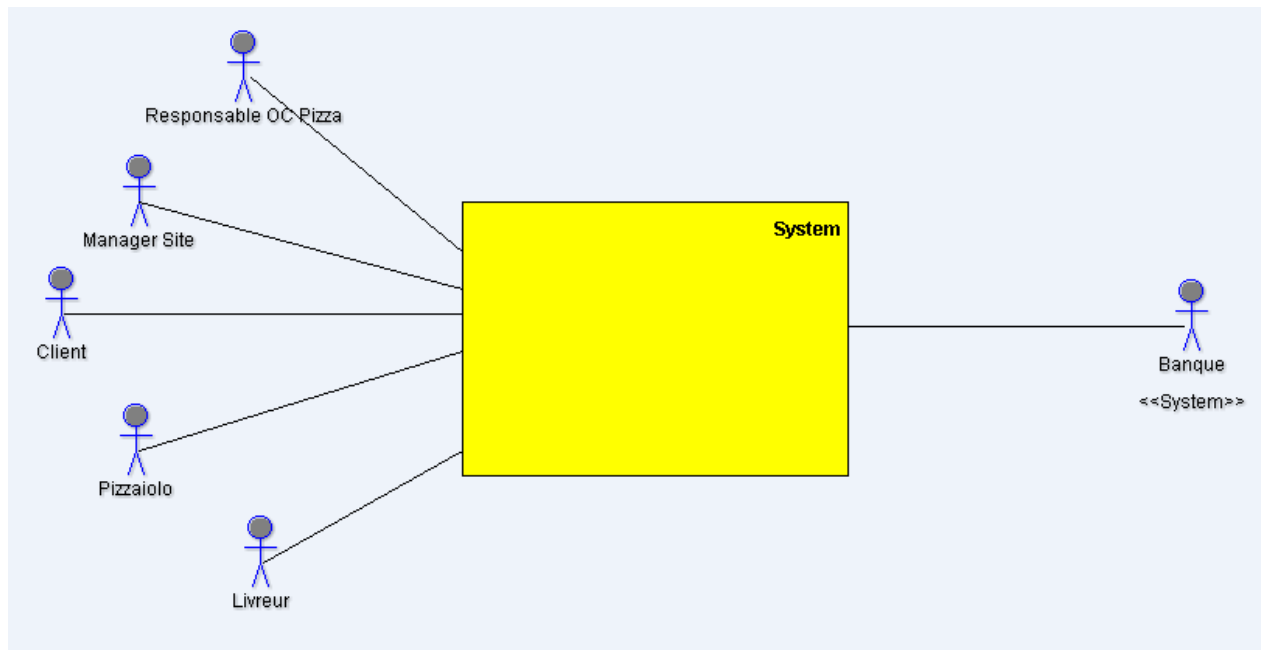 Responsable OC Pizza
Manager Site
System
Client
Banque
<<System>>
Pizzaiolo
Livreur